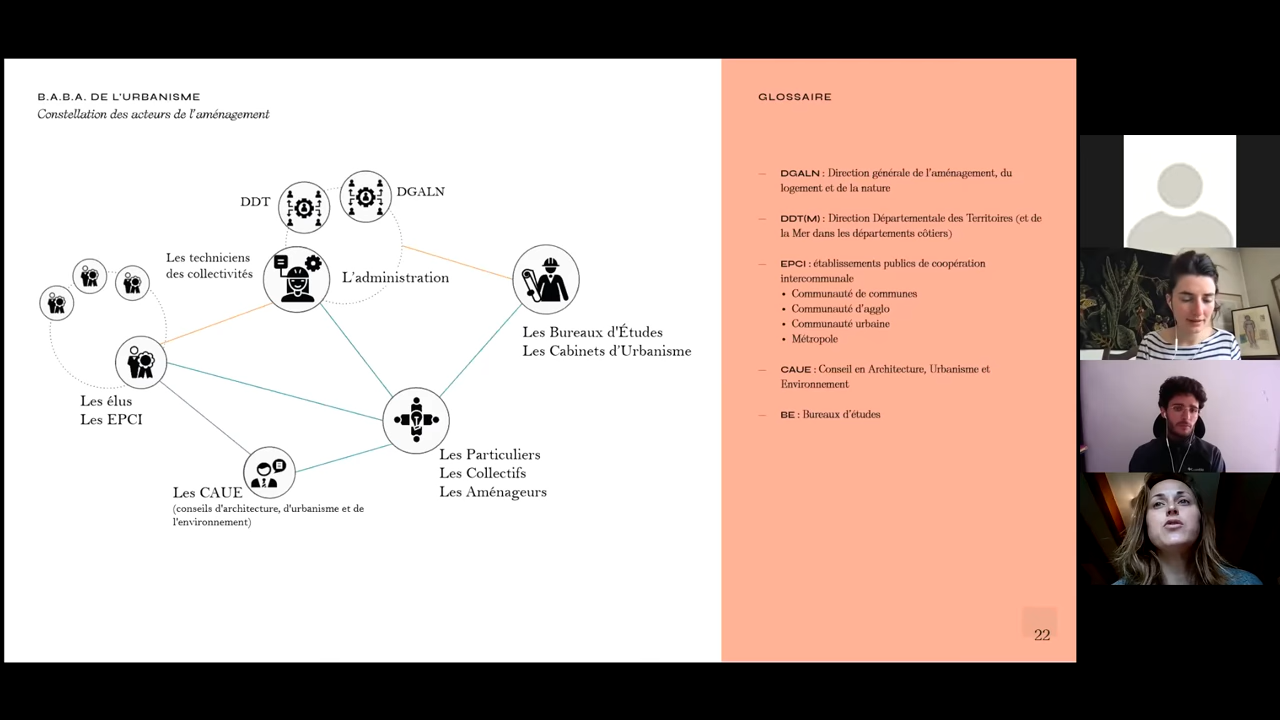 B.A.B.A. DE L'URBANISME
Constellation des acteurs de l'aménagement
DDT
DGALN
Les techniciens
des collectivités
L'administration
Les Bureaux d'Études
Les Cabinets d'Urbanisme
Les élus
Les EPCI
Les Particuliers
Les Collectifs
Les Aménageurs
Les CAUE
(conseils d'architecture, d'urbanisme et de
l'environnement)
GLOSSAIRE
— DGALN : Direction générale de l'aménagement, du
logement et de la nature
— DDT(M) : Direction Départementale des Territoires (et de
la Mer dans les départements côtiers)
— EPCI : établissements publics de coopération
intercommunale
• Communauté de communes
• Communauté d'agglo
• Communauté urbaine
• Métropole
— CAUE : Conseil en Architecture, Urbanisme et
Environnement
— BE : Bureaux d'études
22